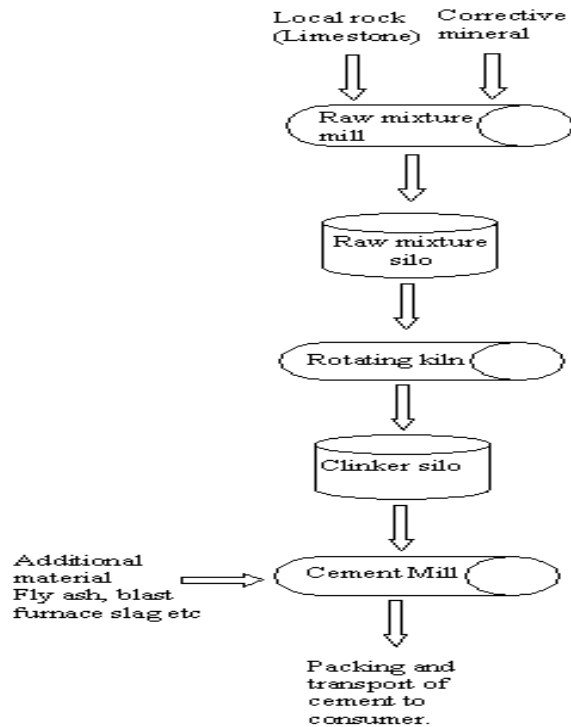 Local rock
(Limestone)
Corrective
mineral
Raw mixture
mill
Raw mixture
silo
Rotating kiln
Clinker silo
Additional
material
Fly ash, blast
furnace slag etc
Cement Mill
Packing and
transport of
cement to
consumer.